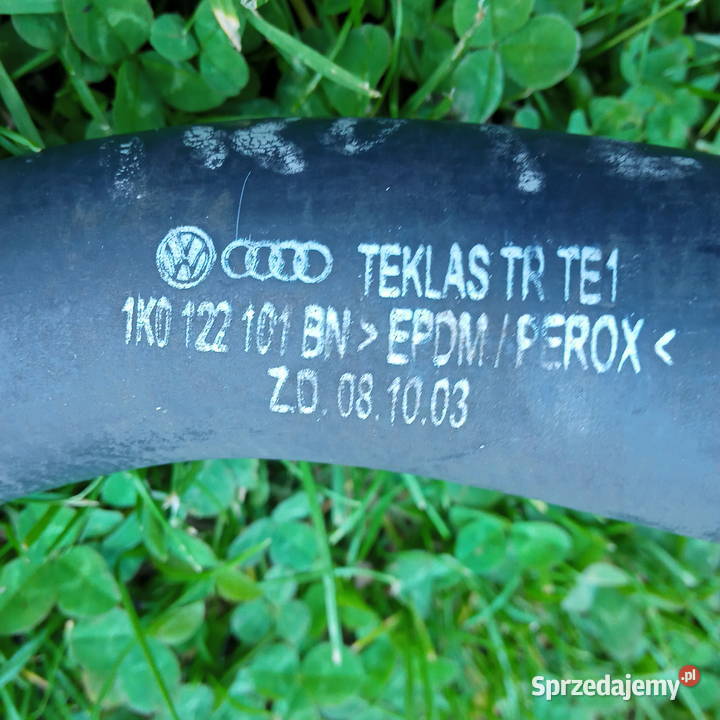 TEKLAS TR TE1
1K0 122 101 BN > EPDM / PEROX <
Z.D. 08.10.03
Sprzedajemy.pl